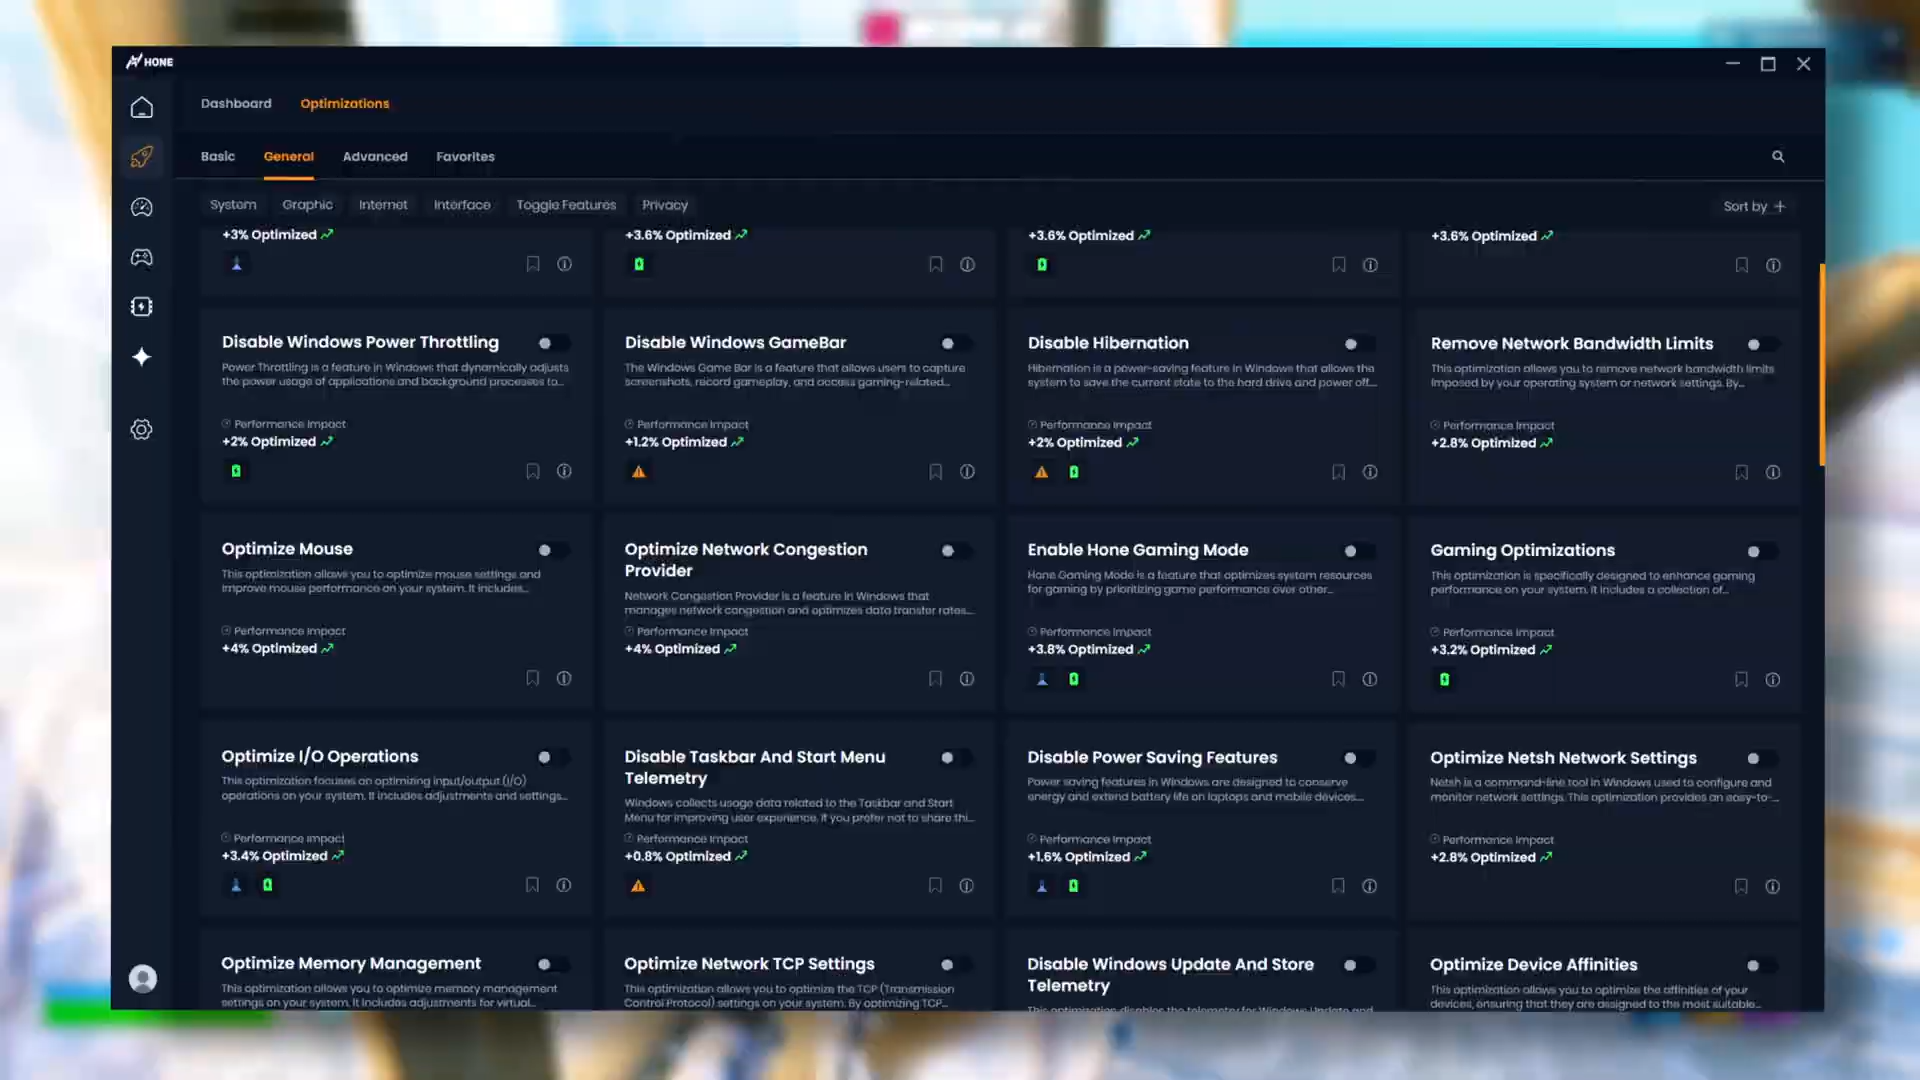 HONE
Dashboard Optimizations
Basic General Advanced Favorites
System Graphic Internet Interface Toggle Features Privacy Sort by +
+3% Optimized +3.6% Optimized +3.6% Optimized +3.6% Optimized
Disable Windows Power Throttling
Power Throttling is a feature in Windows that dynamically adjusts
the power usage of applications and background processes to...
Performance Impact
+2% Optimized
Disable Windows GameBar
The Windows Game Bar is a feature that allows users to capture
screenshots, record gameplay, and access gaming-related...
Performance Impact
+1.2% Optimized
Disable Hibernation
Hibernation is a power-saving feature in Windows that allows the
system to save the current state to the hard drive and power off...
Performance Impact
+2% Optimized
Remove Network Bandwidth Limits
This optimization allows you to remove network bandwidth limits
imposed by your operating system or network settings. By...
Performance Impact
+2.8% Optimized
Optimize Mouse
This optimization allows you to optimize mouse settings and
improve mouse performance on your system. It includes...
Performance Impact
+4% Optimized
Optimize Network Congestion
Provider
Network Congestion Provider is a feature in Windows that
manages network congestion and optimizes data transfer rates...
Performance Impact
+4% Optimized
Enable Hone Gaming Mode
Hone Gaming Mode is a feature that optimizes system resources
for gaming by prioritizing game performance over other...
Performance Impact
+3.8% Optimized
Gaming Optimizations
This optimization is specifically designed to enhance gaming
performance on your system. It includes a collection of...
Performance Impact
+3.2% Optimized
Optimize I/O Operations
This optimization focuses on optimizing input/output (I/O)
operations on your system. It includes adjustments and settings...
Performance Impact
+3.4% Optimized
Disable Taskbar And Start Menu
Telemetry
Windows collects usage data related to the Taskbar and Start
Menu for improving user experience. If you prefer not to share thi...
Performance Impact
+0.8% Optimized
Disable Power Saving Features
Power saving features in Windows are designed to conserve
energy and extend battery life on laptops and mobile devices....
Performance Impact
+1.6% Optimized
Optimize Netsh Network Settings
Netsh is a command-line tool in Windows used to configure and
monitor network settings. This optimization provides an easy-to-...
Performance Impact
+2.8% Optimized
Optimize Memory Management
This optimization allows you to optimize memory management
settings on your system. It includes adjustments for virtual...
Optimize Network TCP Settings
This optimization allows you to optimize the TCP (Transmission
Control Protocol) settings on your system. By optimizing TCP...
Disable Windows Update And Store
Telemetry
This optimization disables the telemetry for Windows Update and
Optimize Device Affinities
This optimization allows you to optimize the affinities of your
devices, ensuring that they are designed to the most suitable...